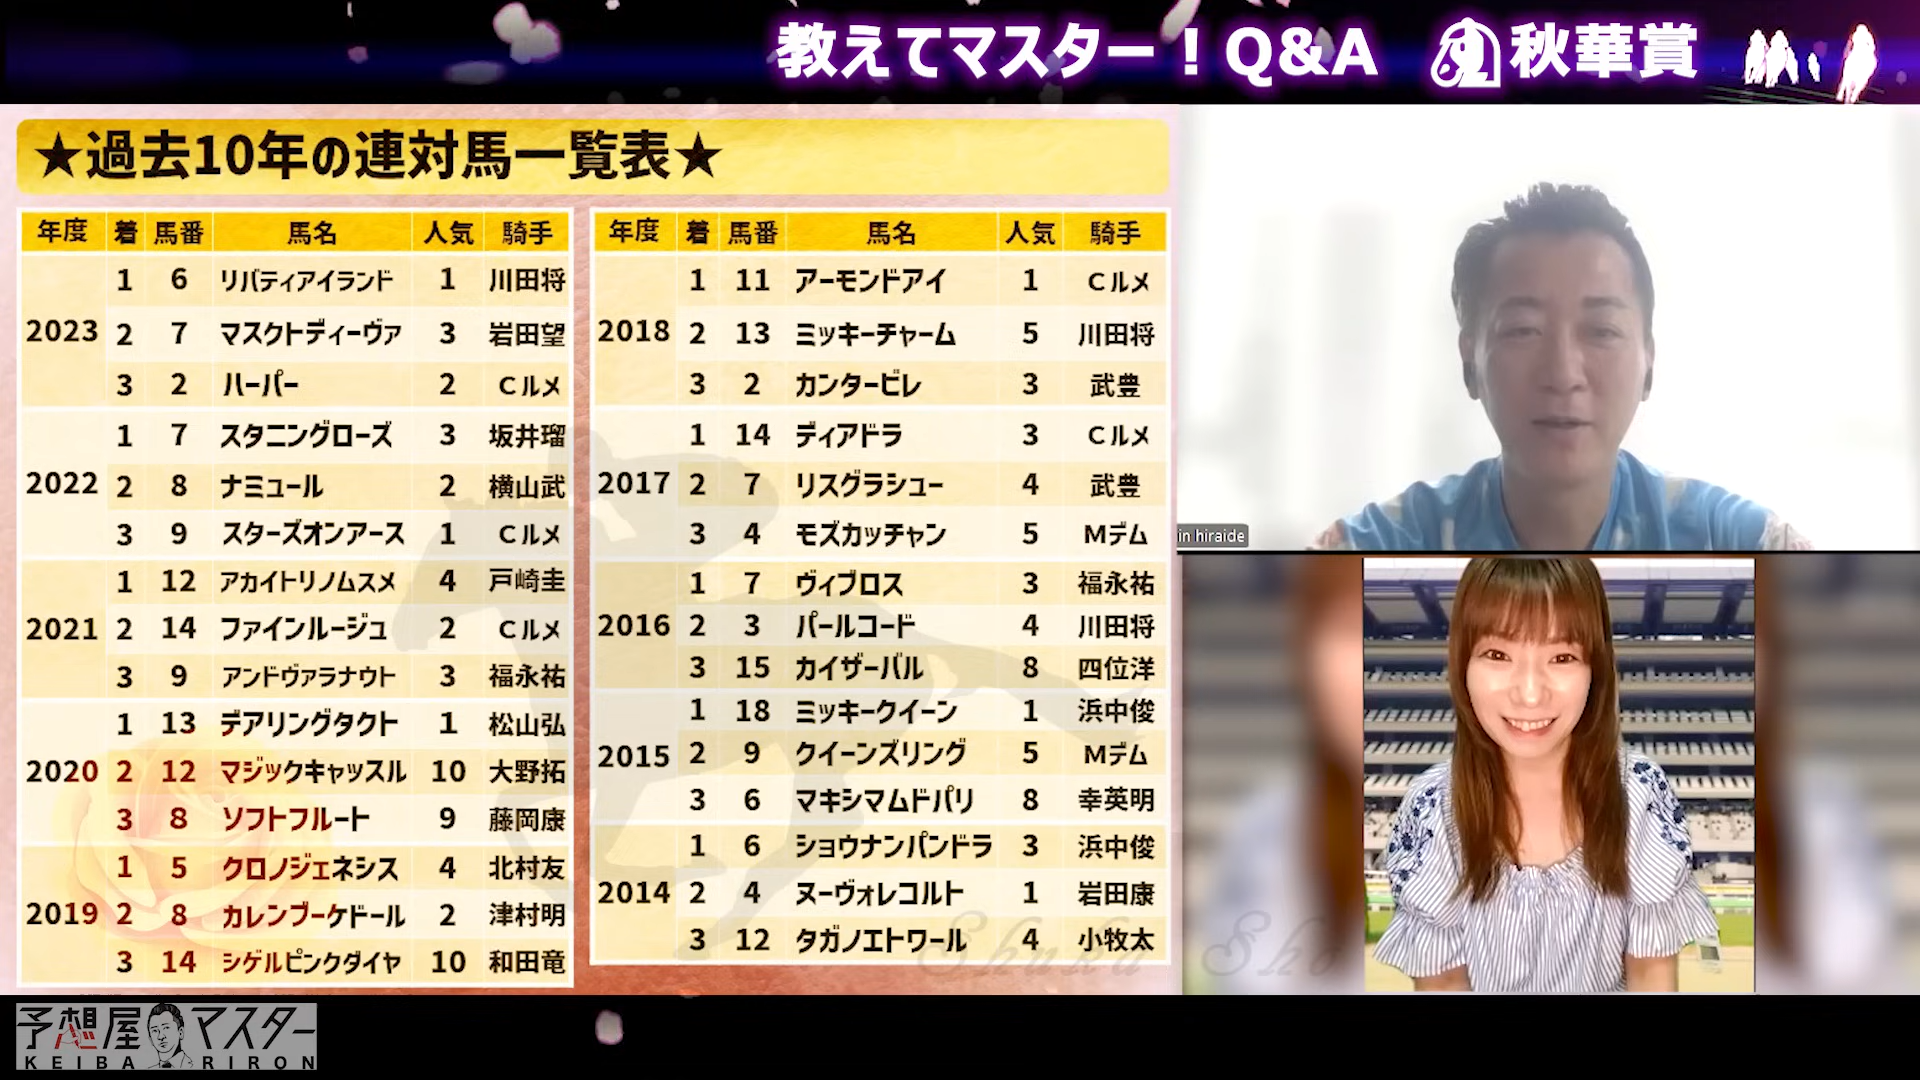 教えてマスター！Q&A 秋華賞
★過去10年の連対馬一覧表★
年度 着 馬番 馬名 人気 騎手
2023
1 6 リバティアイランド 1 川田将
2 7 マスクトディーヴァ 3 岩田望
3 2 ハーパー 2 Cルメ
2022
1 7 スタニングローズ 3 坂井瑠
2 8 ナミュール 2 横山武
3 9 スターズオンアース 1 Cルメ
2021
1 12 アカイトリノムスメ 4 戸崎圭
2 14 ファインルージュ 2 Cルメ
3 9 アンドヴァラナウト 3 福永祐
2020
1 13 デアリングタクト 1 松山弘
2 12 マジックキャッスル 10 大野拓
3 8 ソフトフルート 9 藤岡康
2019
1 5 クロノジェネシス 4 北村友
2 8 カレンブーケドール 2 津村明
3 14 シゲルピンクダイヤ 10 和田竜
年度 着 馬番 馬名 人気 騎手
2018
1 11 アーモンドアイ 1 Cルメ
2 13 ミッキーチャーム 5 川田将
3 2 カンタービレ 3 武豊
2017
1 14 ディアドラ 3 Cルメ
2 7 リスグラシュー 4 武豊
3 4 モズカッチャン 5 Mデム
2016
1 7 ヴィブロス 3 福永祐
2 3 パールコード 4 川田将
3 15 カイザーバル 8 四位洋
2015
1 18 ミッキークイーン 1 浜中俊
2 9 クイーンズリング 5 Mデム
3 6 マキシマムドパリ 8 幸英明
2014
1 6 ショウナンパンドラ 3 浜中俊
2 4 ヌーヴォレコルト 1 岩田康
3 12 タガノエトワール 4 小牧太
Shuka Sho
in hiraide
予想屋マスター
KEIBA RIRON